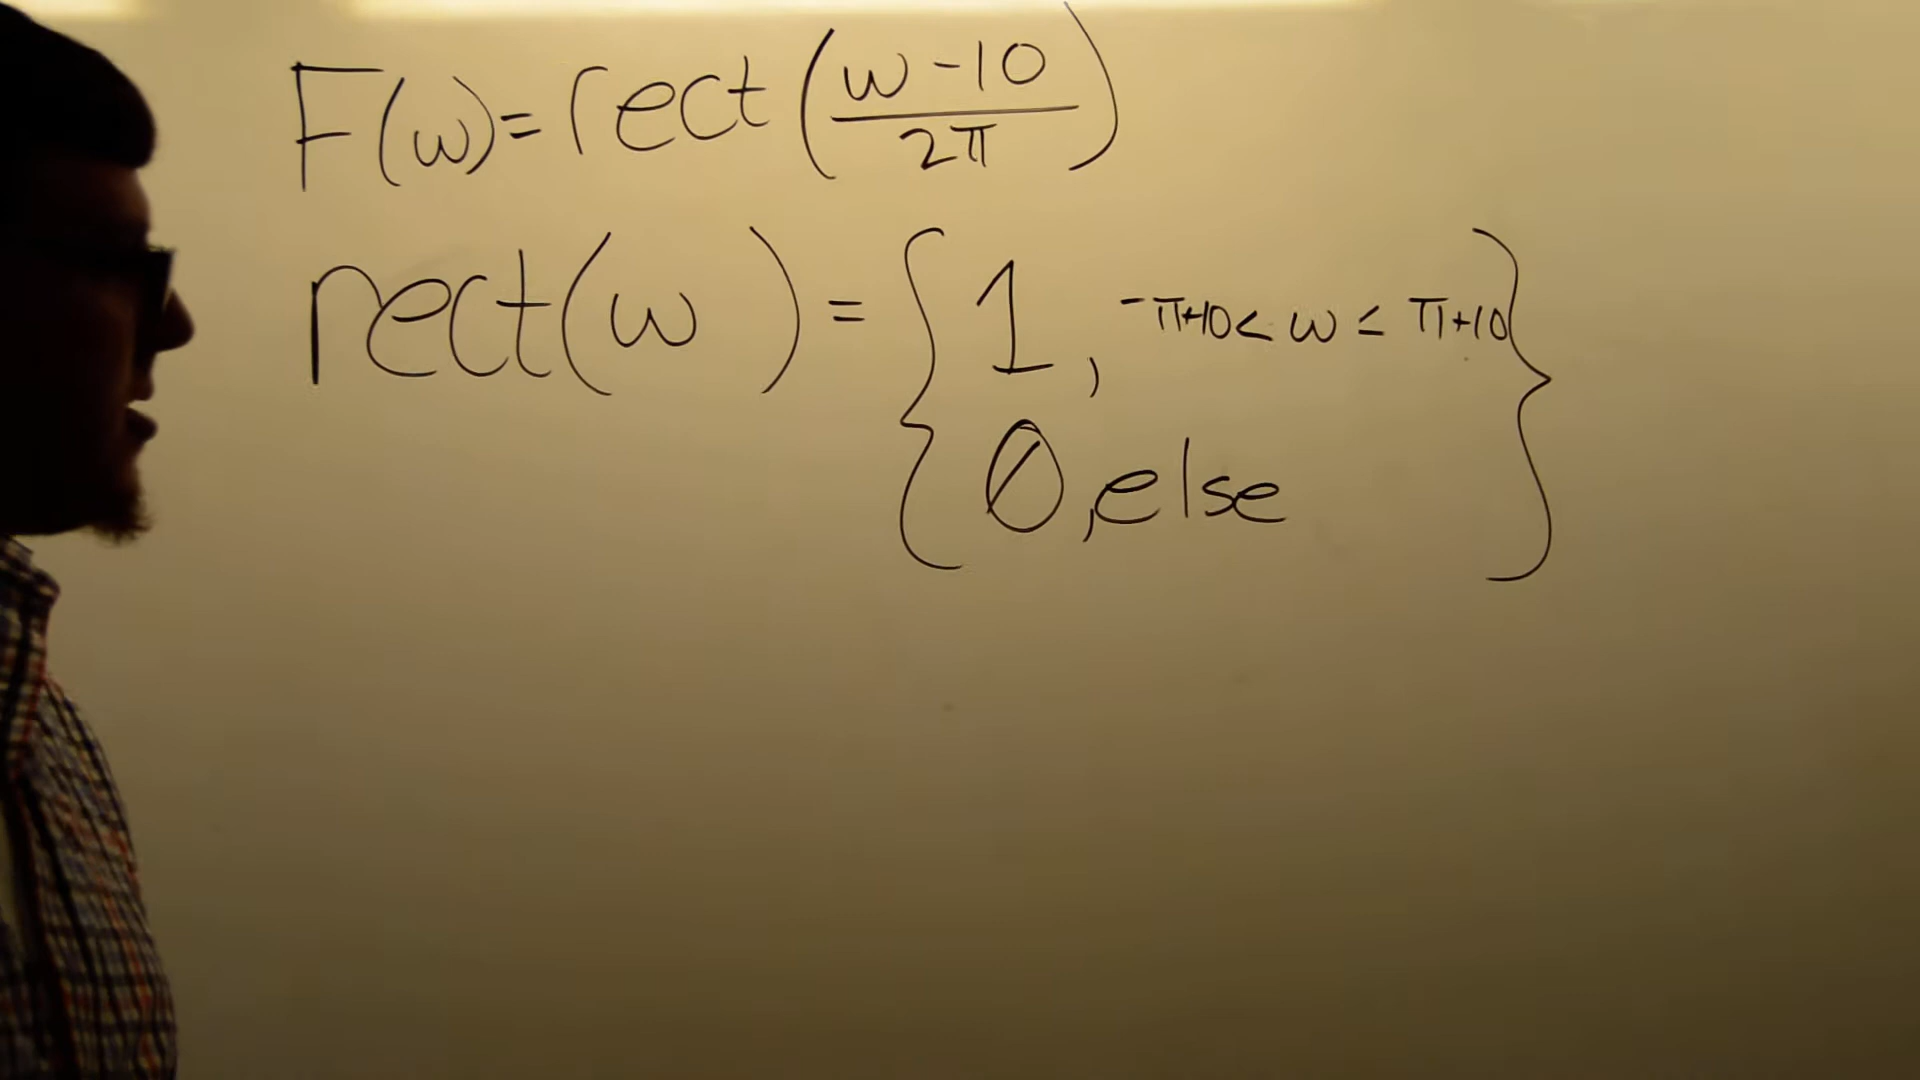 F(ω)=rect(ω-10/2π)
rect(ω)={1, -π+10< ω ≤ π+10
0,else}